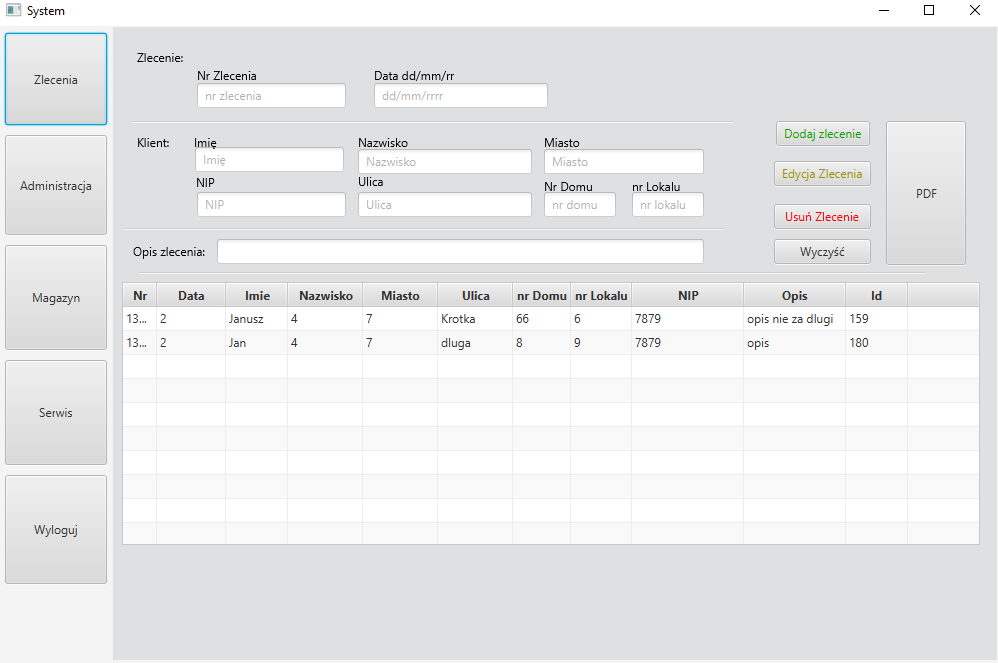 System
Zlecenia
Administracja
Magazyn
Serwis
Wyloguj
Zlecenie:
Nr Zlecenia Data dd/mm/rr
nr zlecenia dd/mm/rrrr
Klient: Imię Nazwisko Miasto
Imię Nazwisko Miasto
NIP Ulica Nr Domu nr Lokalu
NIP Ulica nr domu nr lokalu
Opis zlecenia:
Dodaj zlecenie
Edycja Zlecenia
Usuń Zlecenie
Wyczyść
PDF
Nr Data Imie Nazwisko Miasto Ulica nr Domu nr Lokalu NIP Opis Id
13... 2 Janusz 4 7 Krotka 66 6 7879 opis nie za dlugi 159
13... 2 Jan 4 7 dluga 8 9 7879 opis 180